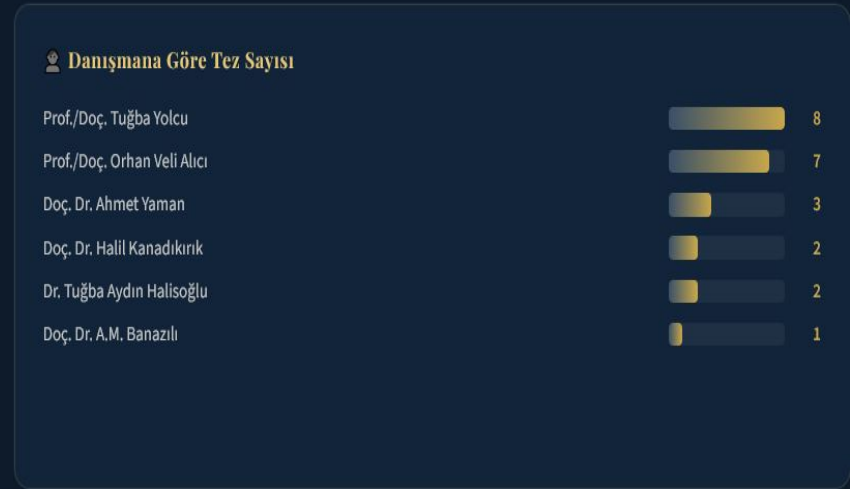 Danışmana Göre Tez Sayısı
Prof./Doç. Tuğba Yolcu 8
Prof./Doç. Orhan Veli Alıcı 7
Doç. Dr. Ahmet Yaman 3
Doç. Dr. Halil Kanadıkırık 2
Dr. Tuğba Aydın Halisoğlu 2
Doç. Dr. A.M. Banazılı 1